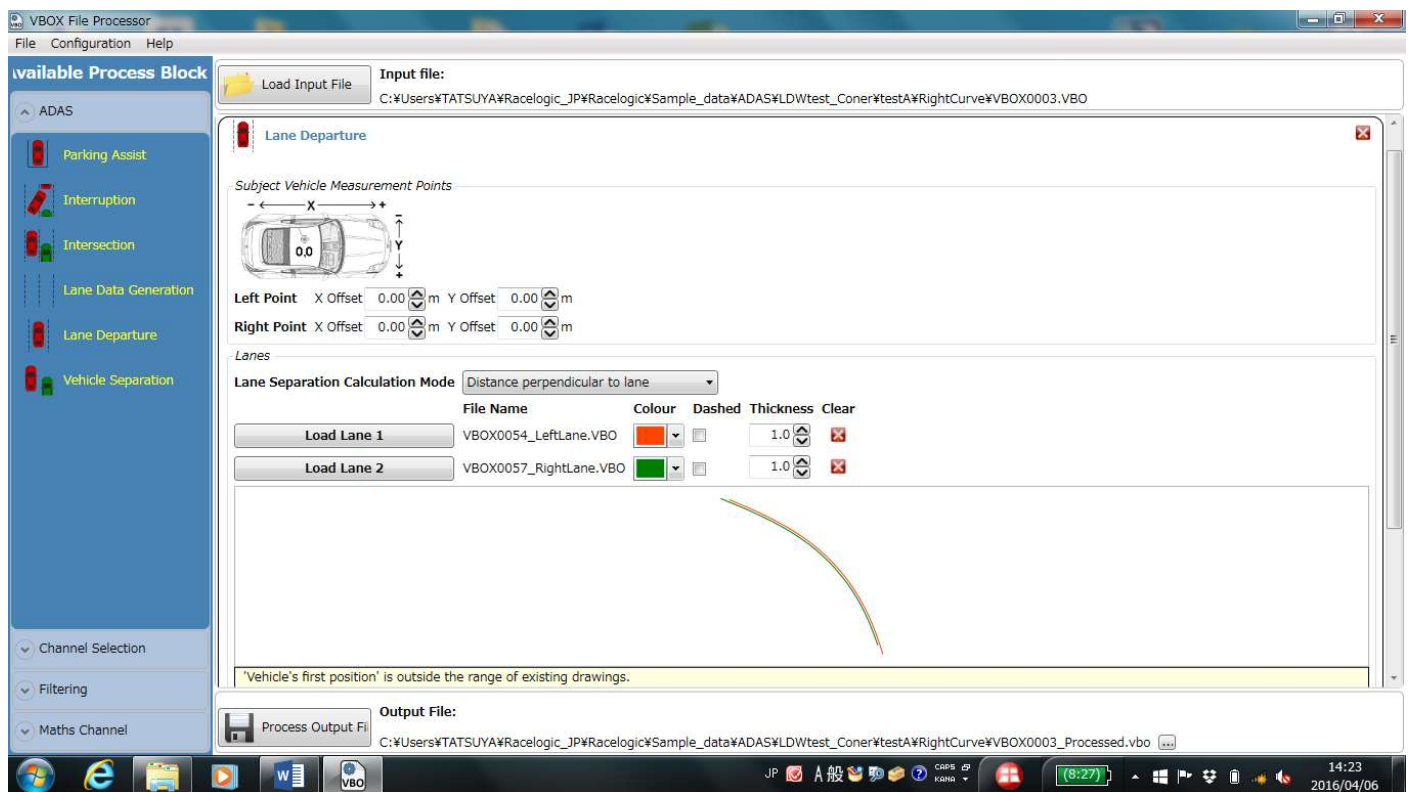 VBOX File Processor
File Configuration Help
vailable Process Block
ADAS
Parking Assist
Interruption
Intersection
Lane Data Generation
Lane Departure
Vehicle Separation
Channel Selection
Filtering
Maths Channel
Load Input File
Input file:
C:¥Users¥TATSUYA¥Racelogic_JP¥Racelogic¥Sample_data¥ADAS¥LDWtest_Coner¥testA¥RightCurve¥VBOX0003.VBO
Lane Departure
Subject Vehicle Measurement Points
- X +
0,0
- Y +
Left Point X Offset 0.00 m Y Offset 0.00 m
Right Point X Offset 0.00 m Y Offset 0.00 m
Lanes
Lane Separation Calculation Mode Distance perpendicular to lane
File Name Colour Dashed Thickness Clear
Load Lane 1 VBOX0054_LeftLane.VBO 1.0
Load Lane 2 VBOX0057_RightLane.VBO 1.0
'Vehicle's first position' is outside the range of existing drawings.
Process Output Fi
Output File:
C:¥Users¥TATSUYA¥Racelogic_JP¥Racelogic¥Sample_data¥ADAS¥LDWtest_Coner¥testA¥RightCurve¥VBOX0003_Processed.vbo ...
W VBO JP A 般 CAPS KANA (8:27) 14:23
2016/04/06